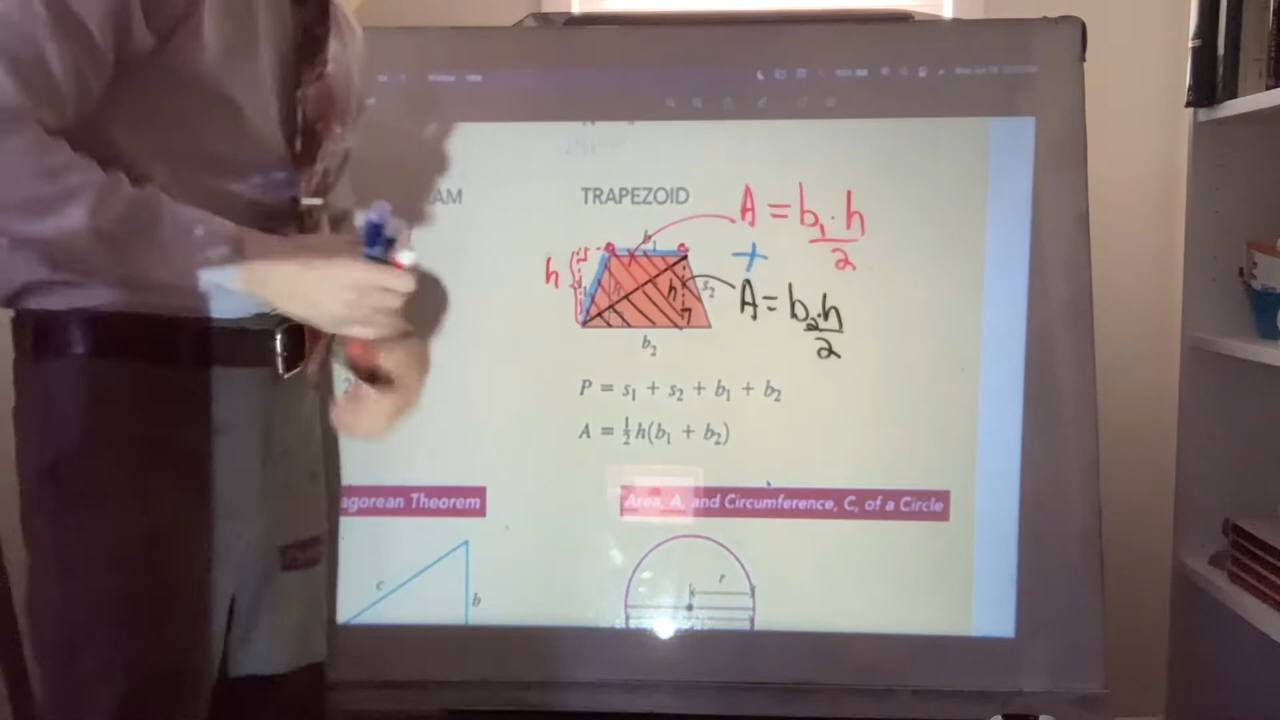 AM
TRAPEZOID
A = b₁·h/2
b₁
+
h
h
h
s₂
A = b₂·h/2
b₂
P = s₁ + s₂ + b₁ + b₂
A = ½h(b₁ + b₂)
agorean Theorem
Area, A, and Circumference, C, of a Circle
c
b
r